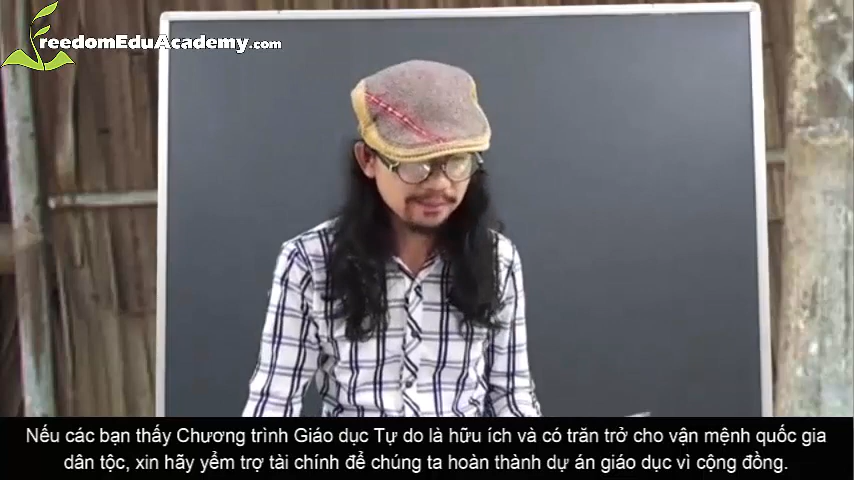 FreedomEduAcademy.com
Nếu các bạn thấy Chương trình Giáo dục Tự do là hữu ích và có trăn trở cho vận mệnh quốc gia
dân tộc, xin hãy yểm trợ tài chính để chúng ta hoàn thành dự án giáo dục vì cộng đồng.